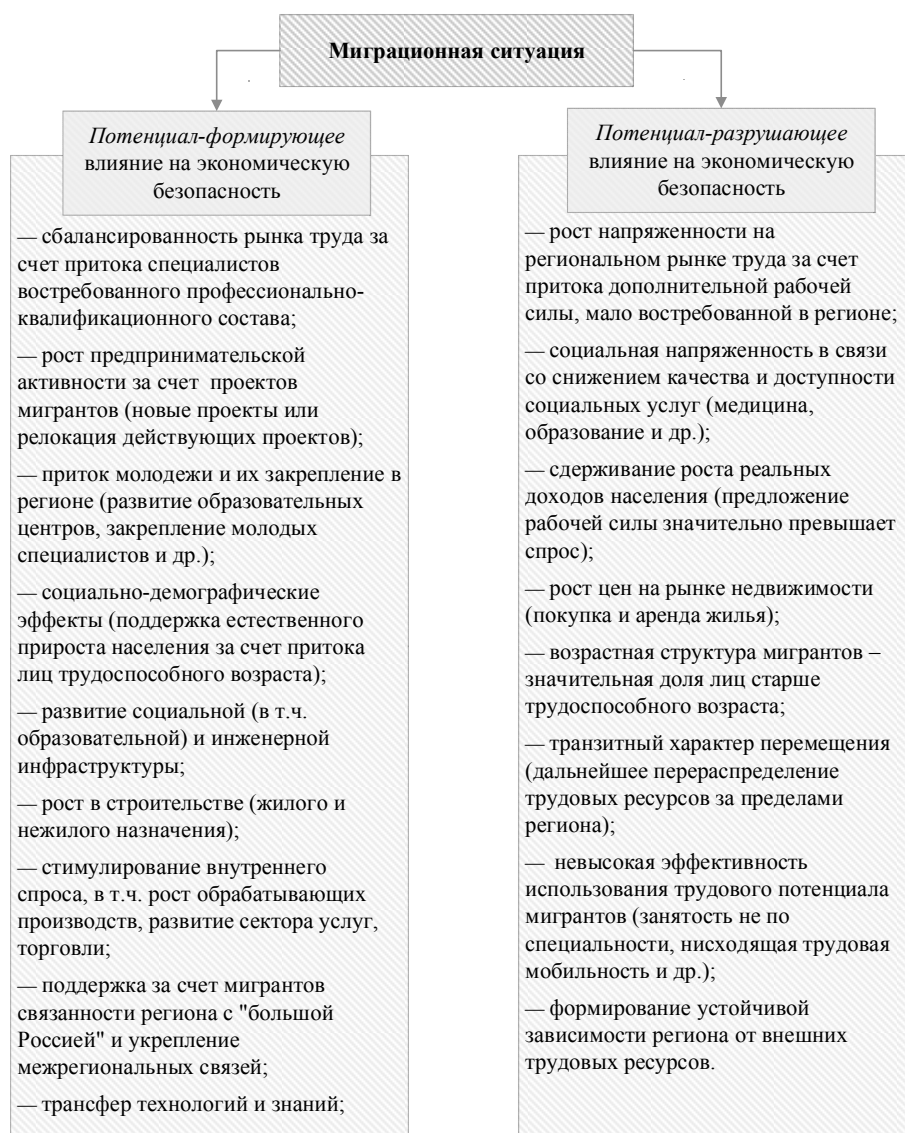 Миграционная ситуация
Потенциал-формирующее
влияние на экономическую
безопасность
— сбалансированность рынка труда за
счет притока специалистов
востребованного профессионально-
квалификационного состава;
— рост предпринимательской
активности за счет проектов
мигрантов (новые проекты или
релокация действующих проектов);
— приток молодежи и их закрепление в
регионе (развитие образовательных
центров, закрепление молодых
специалистов и др.);
— социально-демографические
эффекты (поддержка естественного
прироста населения за счет притока
лиц трудоспособного возраста);
— развитие социальной (в т.ч.
образовательной) и инженерной
инфраструктуры;
— рост в строительстве (жилого и
нежилого назначения);
— стимулирование внутреннего
спроса, в т.ч. рост обрабатывающих
производств, развитие сектора услуг,
торговли;
— поддержка за счет мигрантов
связанности региона с "большой
Россией" и укрепление
межрегиональных связей;
— трансфер технологий и знаний;
Потенциал-разрушающее
влияние на экономическую
безопасность
— рост напряженности на
региональном рынке труда за счет
притока дополнительной рабочей
силы, мало востребованной в регионе;
— социальная напряженность в связи
со снижением качества и доступности
социальных услуг (медицина,
образование и др.);
— сдерживание роста реальных
доходов населения (предложение
рабочей силы значительно превышает
спрос);
— рост цен на рынке недвижимости
(покупка и аренда жилья);
— возрастная структура мигрантов –
значительная доля лиц старше
трудоспособного возраста;
— транзитный характер перемещения
(дальнейшее перераспределение
трудовых ресурсов за пределами
региона);
— невысокая эффективность
использования трудового потенциала
мигрантов (занятость не по
специальности, нисходящая трудовая
мобильность и др.);
— формирование устойчивой
зависимости региона от внешних
трудовых ресурсов.